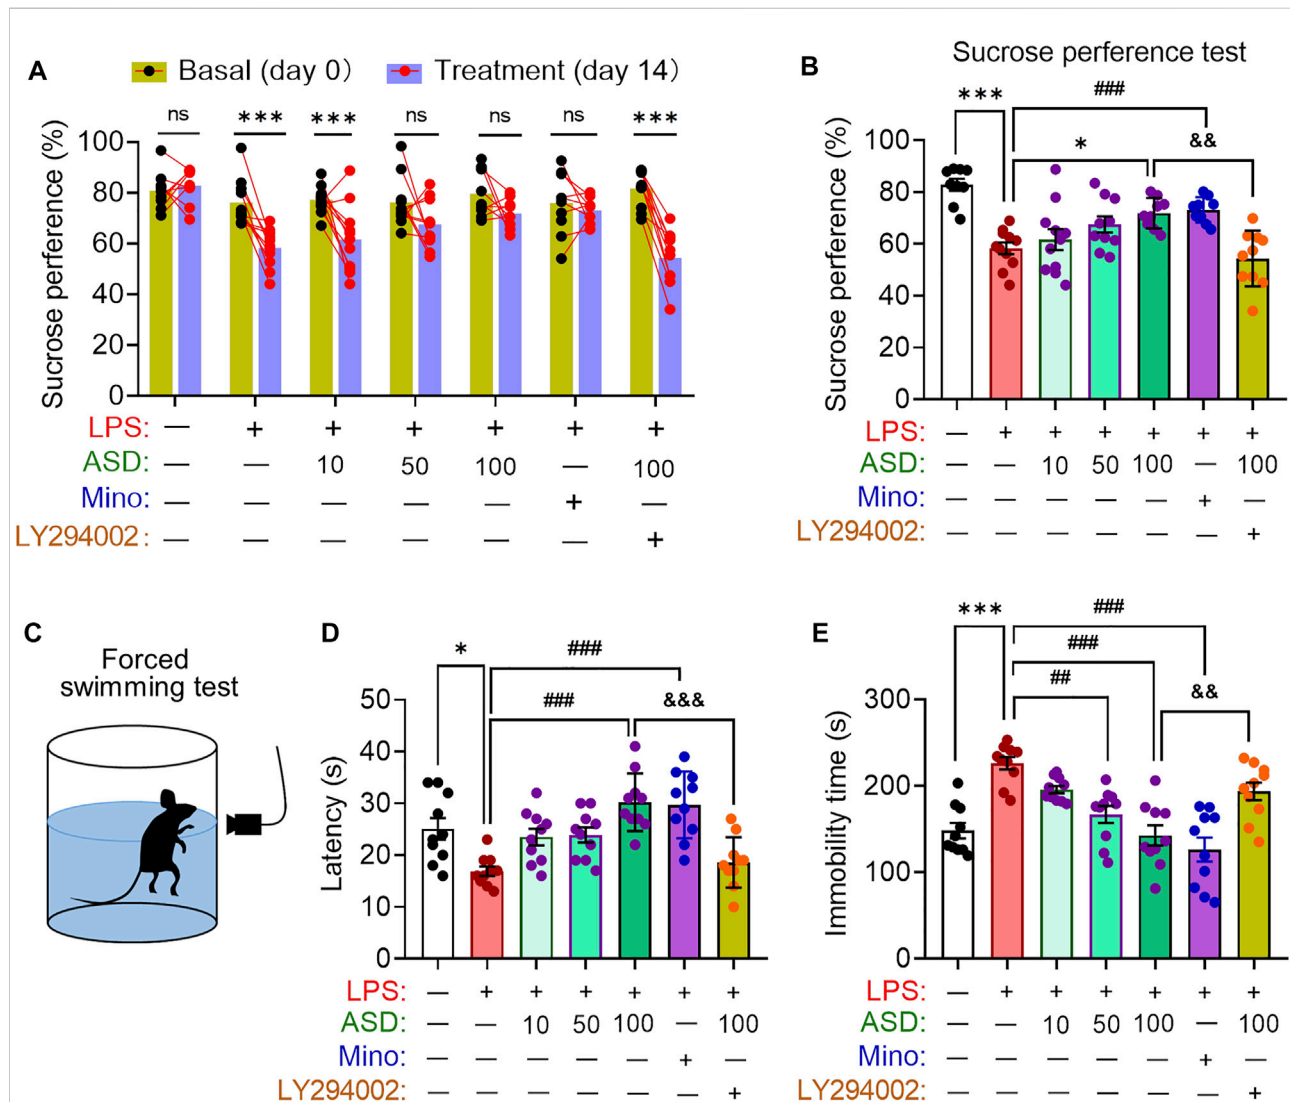 A
Basal (day 0)
Treatment (day 14)
ns *** *** ns ns ns ***
Sucrose perference (%)
100
80
60
40
20
0
LPS: — + + + + + +
ASD: — — 10 50 100 — 100
Mino: — — — — — + —
LY294002: — — — — — — +
B
Sucrose perference test
*** ###
* &&
Sucrose perference (%)
100
80
60
40
20
0
LPS: — + + + + + +
ASD: — — 10 50 100 — 100
Mino: — — — — — + —
LY294002: — — — — — — +
C
Forced
swimming test
D
* ###
### &&&
Latency (s)
50
40
30
20
10
0
LPS: — + + + + + +
ASD: — — 10 50 100 — 100
Mino: — — — — — + —
LY294002: — — — — — — +
E
*** ###
###
## &&
Immobility time (s)
300
200
100
0
LPS: — + + + + + +
ASD: — — 10 50 100 — 100
Mino: — — — — — + —
LY294002: — — — — — — +